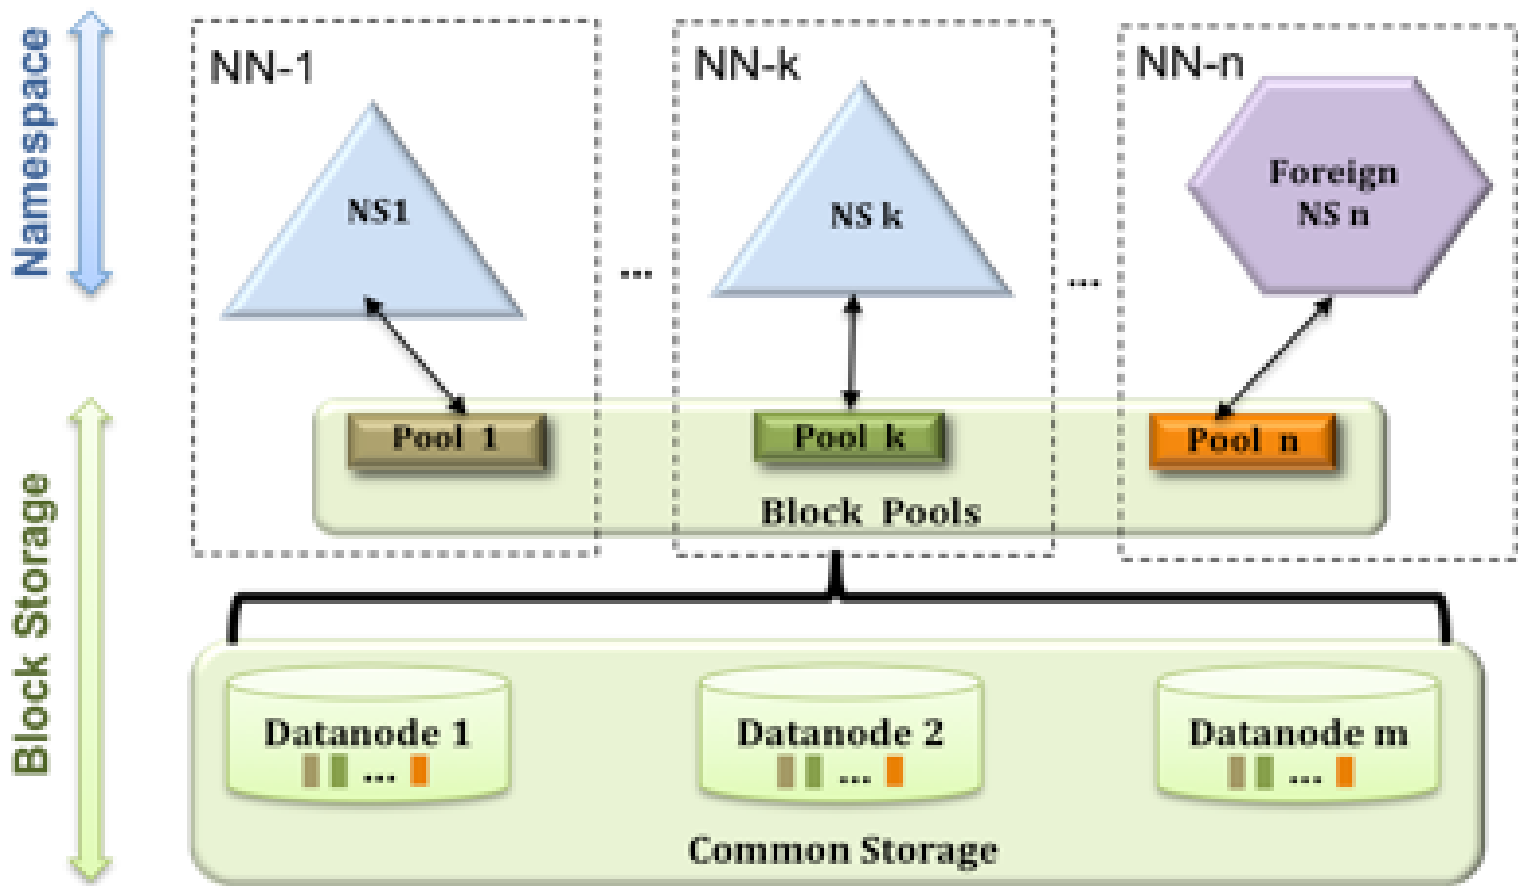 Namespace
NN-1
NN-k
NN-n
NS1
NS k
Foreign
NS n
...
...
Block Storage
Pool 1
Pool k
Pool n
Block Pools
Datanode 1
...
Datanode 2
...
Datanode m
...
Common Storage